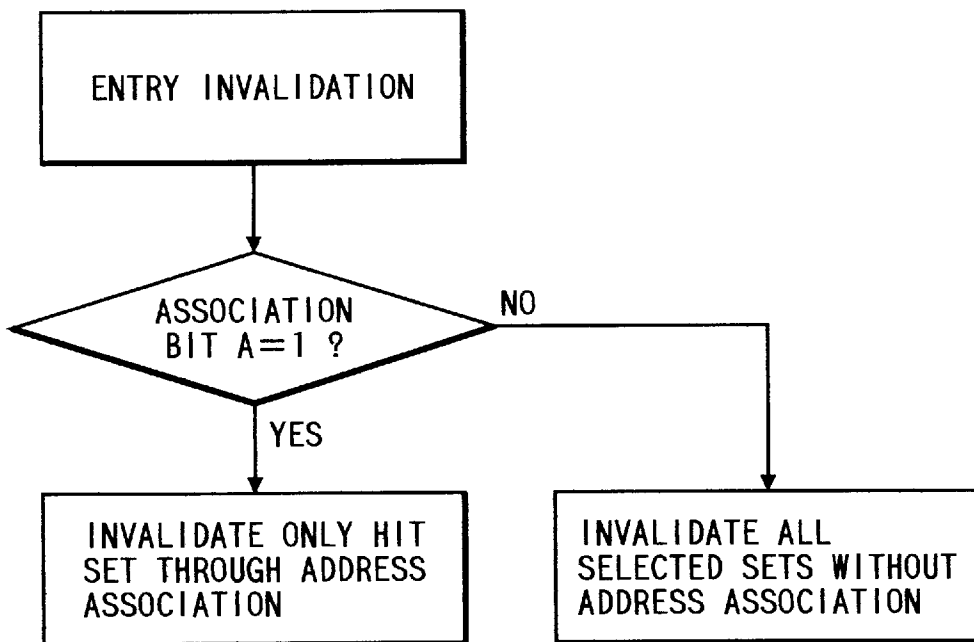 ENTRY INVALIDATION
ASSOCIATION
BIT A=1 ?
NO
YES
INVALIDATE ONLY HIT
SET THROUGH ADDRESS
ASSOCIATION
INVALIDATE ALL
SELECTED SETS WITHOUT
ADDRESS ASSOCIATION